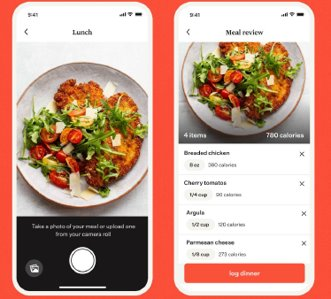 9:41
Lunch
Take a photo of your meal or upload one
from your camera roll
9:41
Meal review
4 items
780 calories
Breaded chicken
8 oz
390 calories
Cherry tomatoes
1/4 cup
90 calories
Argula
1/2 cup
120 calories
Parmesan cheese
1/8 cup
273 calories
log dinner